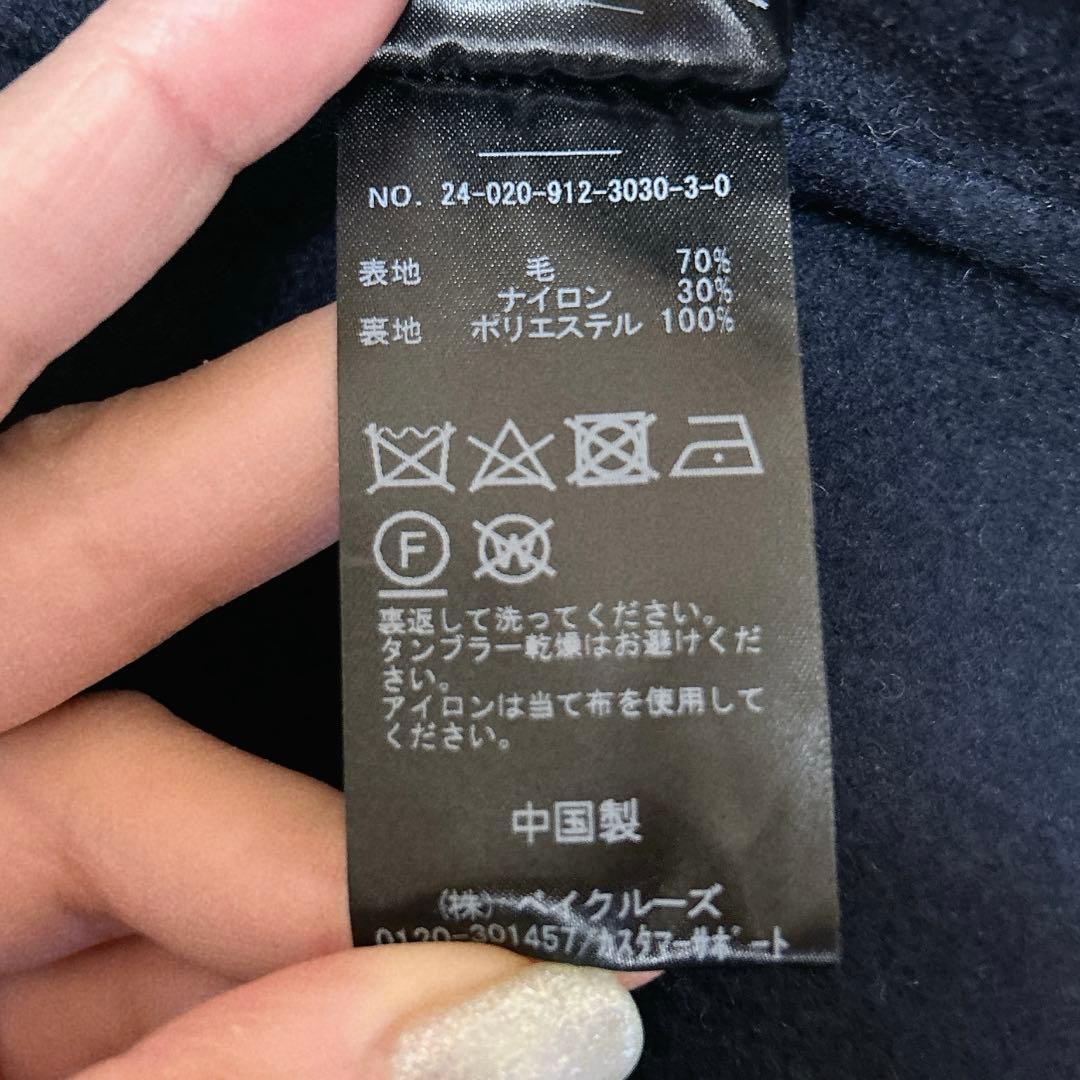 NO. 24-020-912-3030-3-0
表地 毛 70%
ナイロン 30%
裏地 ポリエステル 100%
F
W
裏返して洗ってください。
タンブラー乾燥はお避けくだ
さい。
アイロンは当て布を使用して
ください。
中国製
(株)ベイクルーズ
0120-391457/カスタマーサポート